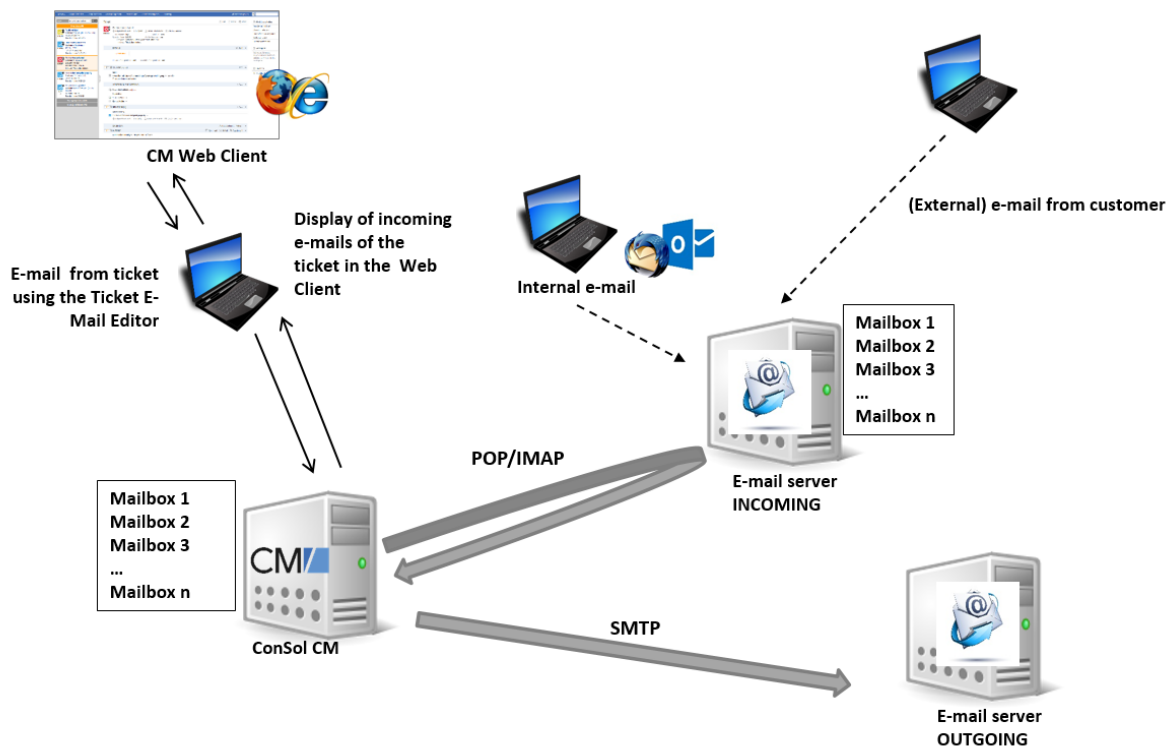 CM Web Client
Display of incoming
e-mails of the
ticket in the Web
Client
E-mail from ticket
using the Ticket E-
Mail Editor
Internal e-mail
(External) e-mail from customer
Mailbox 1
Mailbox 2
Mailbox 3
...
Mailbox n
E-mail server
INCOMING
POP/IMAP
Mailbox 1
Mailbox 2
Mailbox 3
...
Mailbox n
CM
ConSol CM
SMTP
E-mail server
OUTGOING